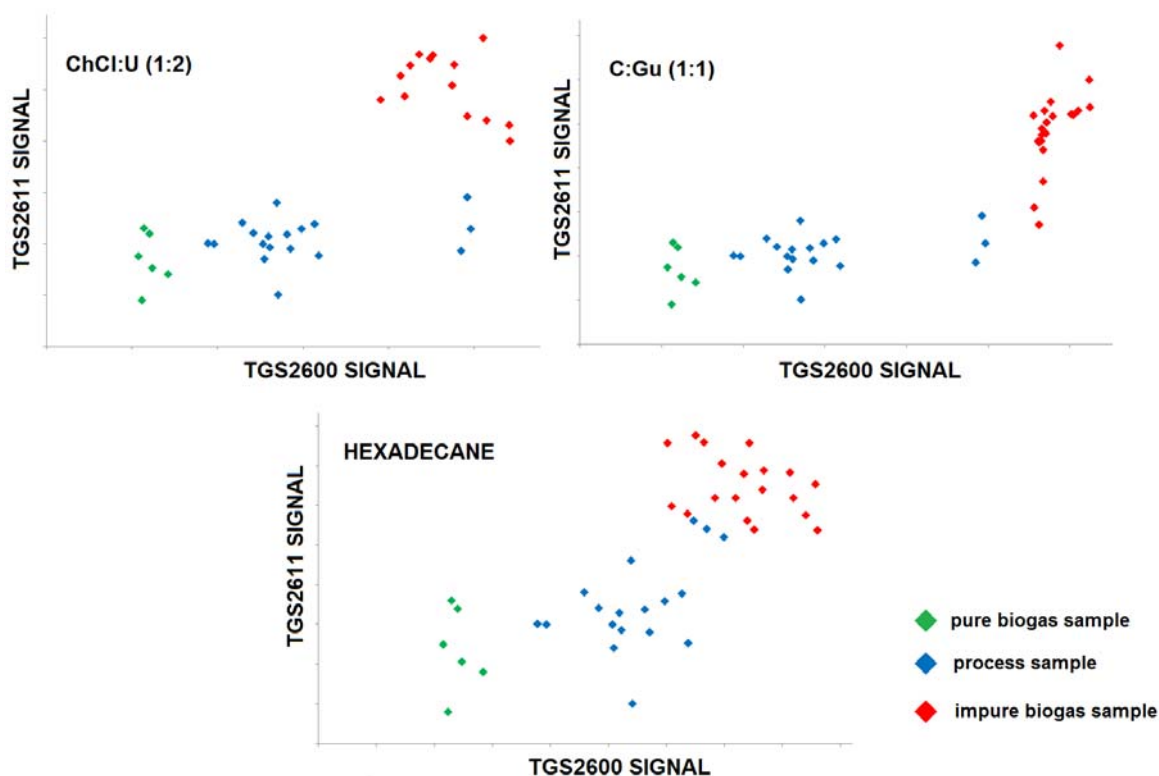 ChCl:U (1:2)
TGS2611 SIGNAL
TGS2600 SIGNAL
C:Gu (1:1)
TGS2611 SIGNAL
TGS2600 SIGNAL
HEXADECANE
TGS2611 SIGNAL
TGS2600 SIGNAL
pure biogas sample
process sample
impure biogas sample